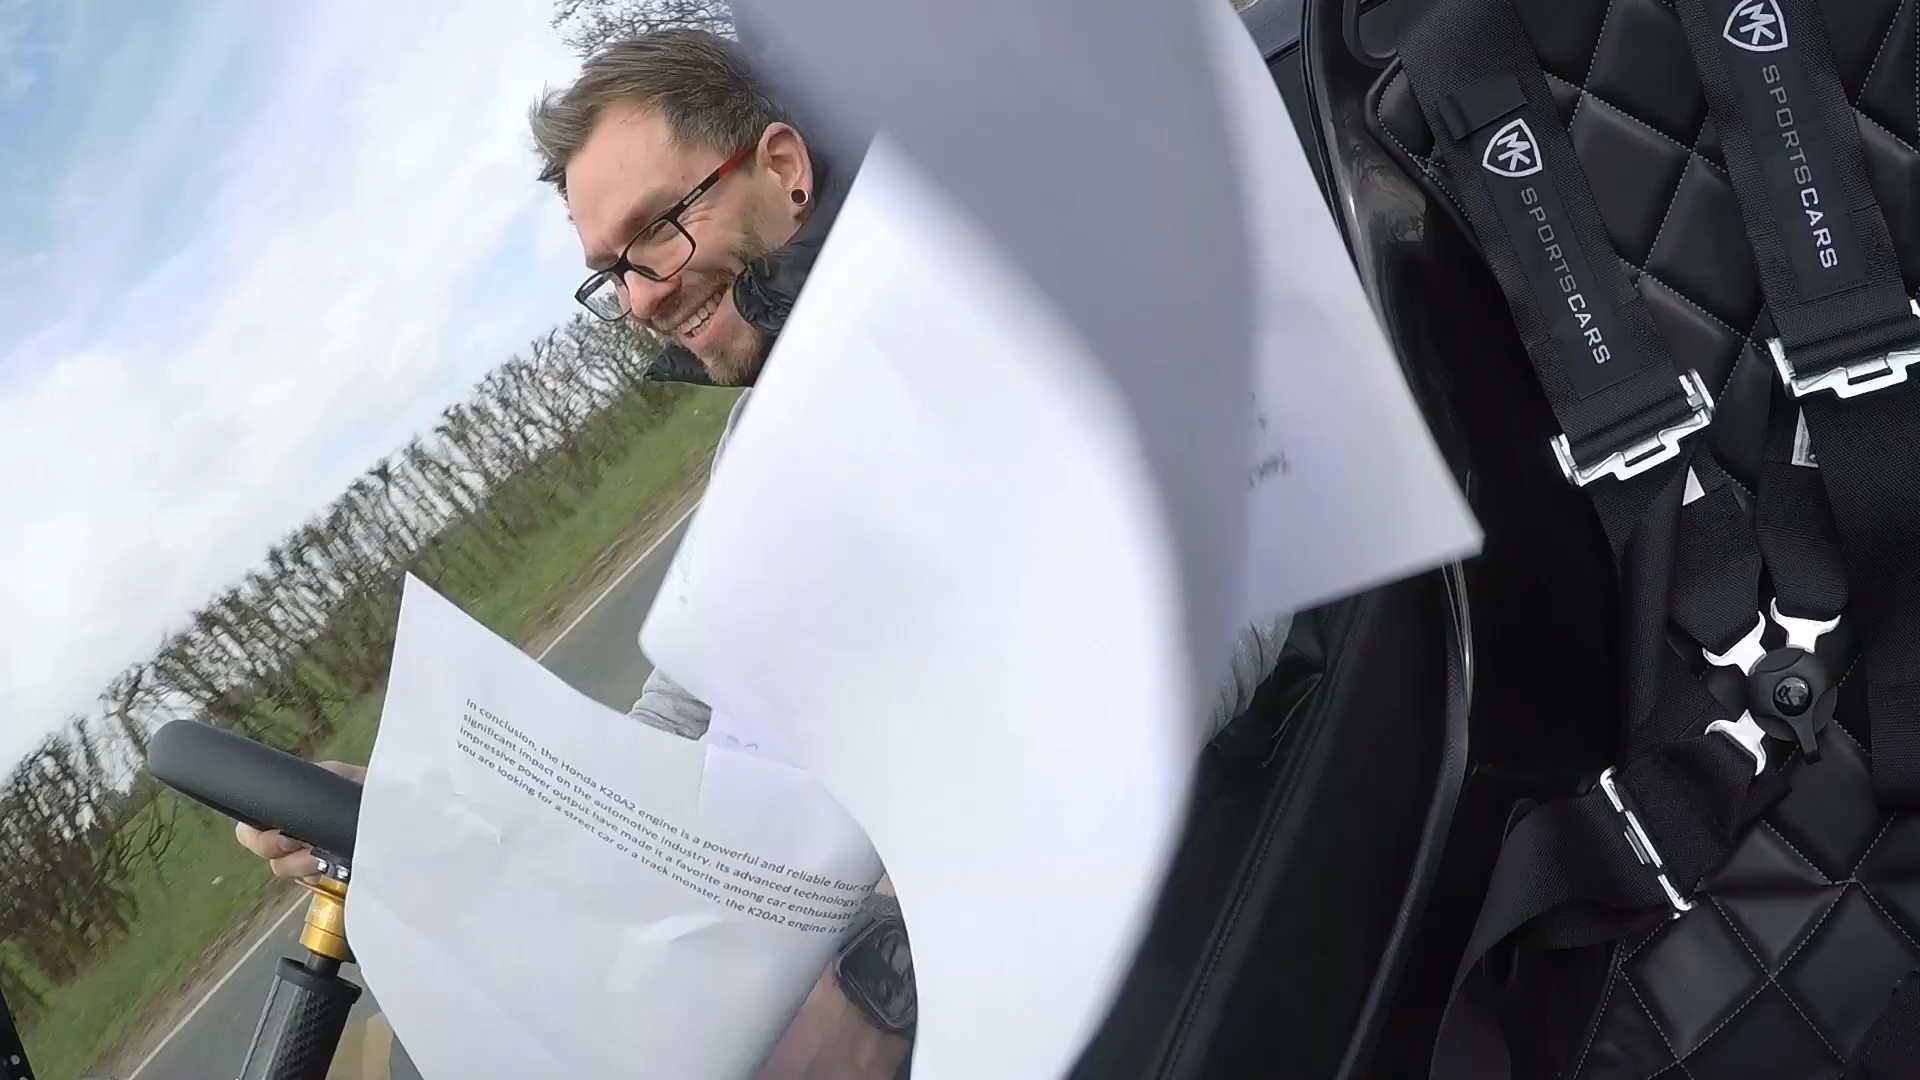 MK SPORTSCARS
MK SPORTSCARS
In conclusion, the Honda K20A2 engine is a powerful and reliable four-c
significant impact on the automotive industry. Its advanced technology,
impressive power output have made it a favorite among car enthusiasts
you are looking for a street car or a track monster, the K20A2 engine is a